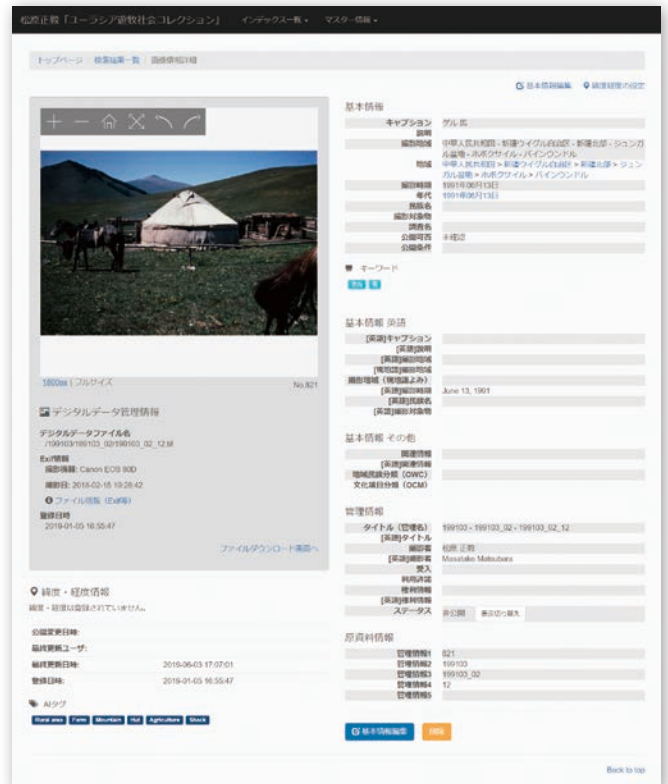 松原正毅「ユーラシア遊牧社会コレクション」 インデックス一覧 マスター情報
トップページ / 検索結果一覧 / 画像情報詳細
基本情報編集 緯度経度の設定
1800px | フルサイズ No.821
デジタルデータ管理情報
デジタルデータファイル名
/199103/199103_02/199103_02_12.tif
Exif情報
撮影機種: Canon EOS 80D
撮影日: 2018-02-15 19:28:42
ファイル情報 (Exif等)
登録日時
2019-01-05 16:55:47
ファイルダウンロード画面へ
緯度・経度情報
緯度・経度は登録されていません。
公開変更日時:
最終更新ユーザ:
最終更新日時: 2019-06-03 17:07:01
登録日時: 2019-01-05 16:55:47
AIタグ
Rural area Farm Mountain Hut Agriculture Shack
基本情報
キャプション ゲル 馬
説明
撮影地域 中華人民共和国・新疆ウイグル自治区・新疆北部・ジュンガ
ル盆地・ホボクサイル・バインウンドル
地域 中華人民共和国 > 新疆ウイグル自治区 > 新疆北部 > ジュン
ガル盆地 > ホボクサイル・バインウンドル
撮影時期 1991年06月13日
年代 1991年06月13日
民族名
撮影対象物
調査名
公開可否 未確認
公開条件
キーワード
基本情報 英語
[英語]キャプション
[英語]説明
[英語]撮影地域
[現地語]撮影地域
撮影地域(現地語よみ)
[英語]撮影時期 June 13, 1991
[英語]民族名
[英語]撮影対象物
基本情報 その他
関連情報
[英語]関連情報
地域民族分類 (OWC)
文化項目分類 (OCM)
管理情報
タイトル (管理名) 199103 - 199103_02 - 199103_02_12
[英語]タイトル
撮影者 松原 正毅
[英語]撮影者 Masatake Matsubara
受入
利用許諾
権利情報
[英語]権利情報
ステータス 非公開 表示切り替え
原資料情報
管理情報1 821
管理情報2 199103
管理情報3 199103_02
管理情報4 12
管理情報5
基本情報編集 削除
Back to top